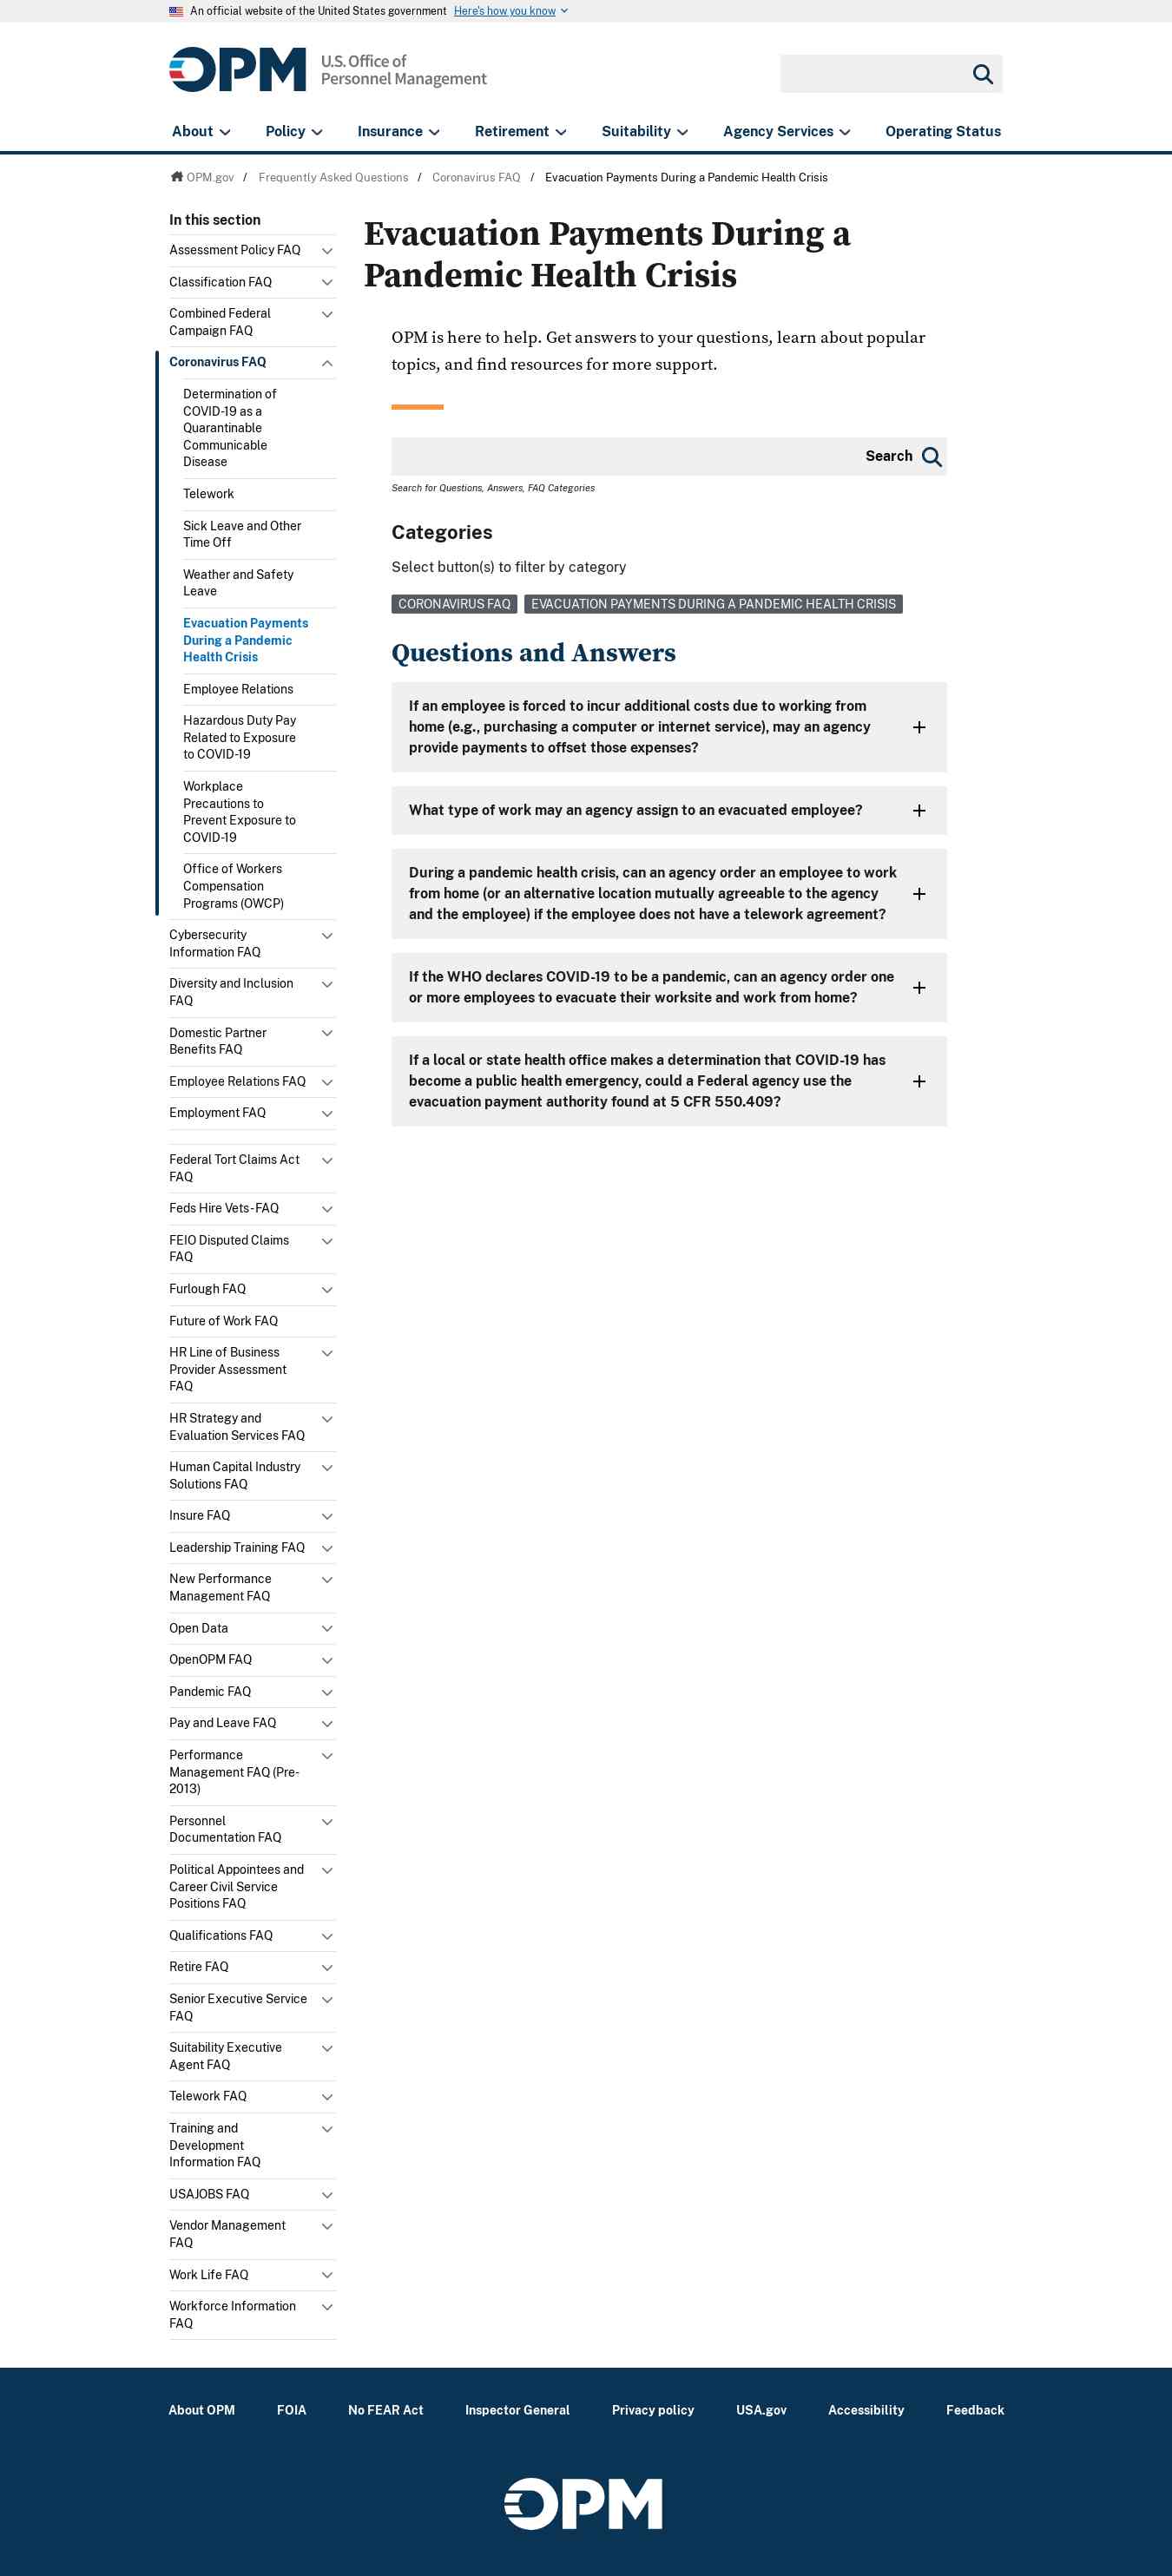 An official website of the United States government Here's how you know
OPM U.S. Office of
Personnel Management
About Policy Insurance Retirement Suitability Agency Services Operating Status
OPM.gov / Frequently Asked Questions / Coronavirus FAQ / Evacuation Payments During a Pandemic Health Crisis
In this section
Assessment Policy FAQ
Classification FAQ
Combined Federal
Campaign FAQ
Coronavirus FAQ
Determination of
COVID-19 as a
Quarantinable
Communicable
Disease
Telework
Sick Leave and Other
Time Off
Weather and Safety
Leave
Evacuation Payments
During a Pandemic
Health Crisis
Employee Relations
Hazardous Duty Pay
Related to Exposure
to COVID-19
Workplace
Precautions to
Prevent Exposure to
COVID-19
Office of Workers
Compensation
Programs (OWCP)
Cybersecurity
Information FAQ
Diversity and Inclusion
FAQ
Domestic Partner
Benefits FAQ
Employee Relations FAQ
Employment FAQ
Federal Tort Claims Act
FAQ
Feds Hire Vets-FAQ
FEIO Disputed Claims
FAQ
Furlough FAQ
Future of Work FAQ
HR Line of Business
Provider Assessment
FAQ
HR Strategy and
Evaluation Services FAQ
Human Capital Industry
Solutions FAQ
Insure FAQ
Leadership Training FAQ
New Performance
Management FAQ
Open Data
OpenOPM FAQ
Pandemic FAQ
Pay and Leave FAQ
Performance
Management FAQ (Pre-
2013)
Personnel
Documentation FAQ
Political Appointees and
Career Civil Service
Positions FAQ
Qualifications FAQ
Retire FAQ
Senior Executive Service
FAQ
Suitability Executive
Agent FAQ
Telework FAQ
Training and
Development
Information FAQ
USAJOBS FAQ
Vendor Management
FAQ
Work Life FAQ
Workforce Information
FAQ
Evacuation Payments During a
Pandemic Health Crisis
OPM is here to help. Get answers to your questions, learn about popular
topics, and find resources for more support.
Search
Search for Questions, Answers, FAQ Categories
Categories
Select button(s) to filter by category
CORONAVIRUS FAQ EVACUATION PAYMENTS DURING A PANDEMIC HEALTH CRISIS
Questions and Answers
If an employee is forced to incur additional costs due to working from
home (e.g., purchasing a computer or internet service), may an agency
provide payments to offset those expenses?
What type of work may an agency assign to an evacuated employee?
During a pandemic health crisis, can an agency order an employee to work
from home (or an alternative location mutually agreeable to the agency
and the employee) if the employee does not have a telework agreement?
If the WHO declares COVID-19 to be a pandemic, can an agency order one
or more employees to evacuate their worksite and work from home?
If a local or state health office makes a determination that COVID-19 has
become a public health emergency, could a Federal agency use the
evacuation payment authority found at 5 CFR 550.409?
About OPM FOIA No FEAR Act Inspector General Privacy policy USA.gov Accessibility Feedback
OPM